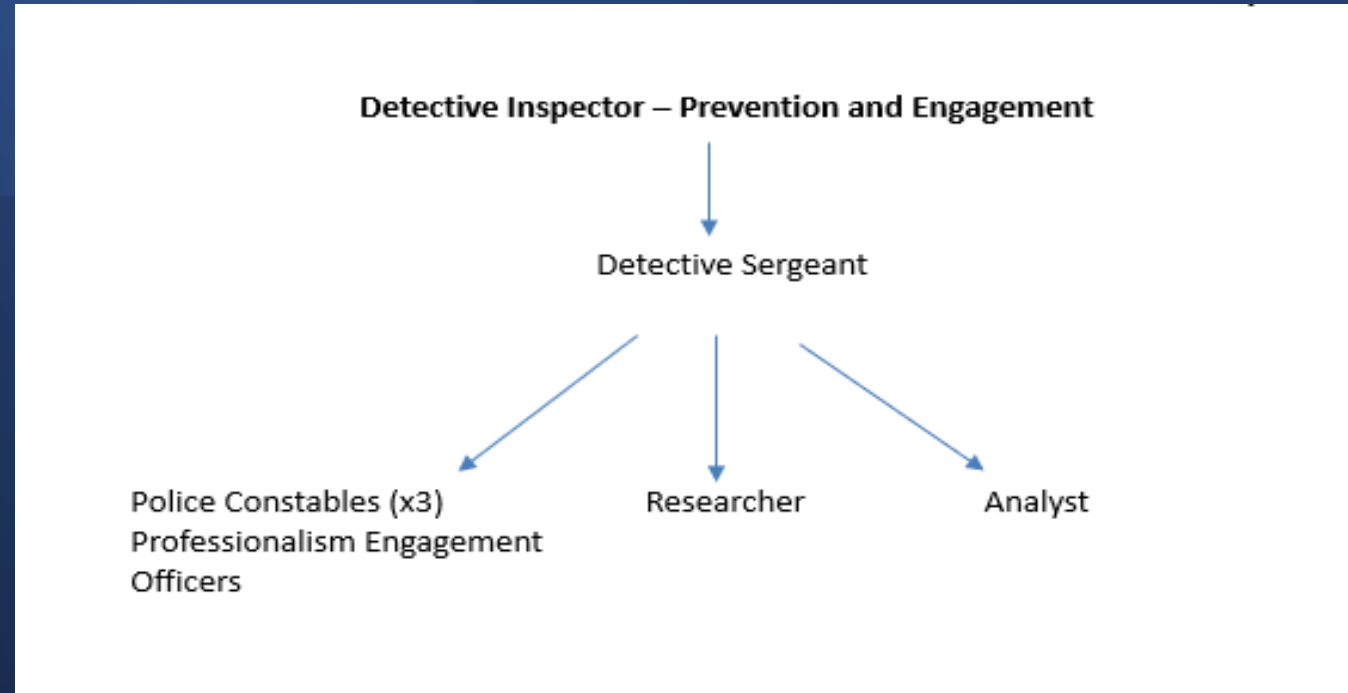 Detective Inspector – Prevention and Engagement
Detective Sergeant
Police Constables (x3)
Professionalism Engagement
Officers
Researcher
Analyst